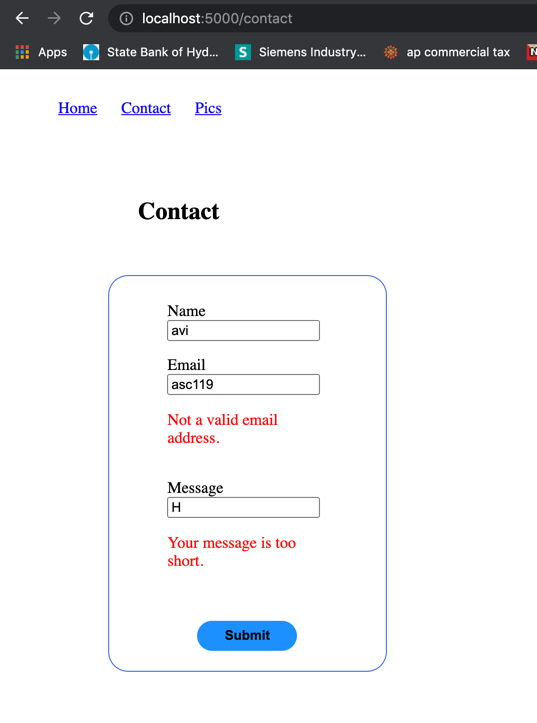 localhost:5000/contact
Apps State Bank of Hyd... S Siemens Industry... ap commercial tax N
Home Contact Pics
Contact
Name
avi
Email
asc119
Not a valid email
address.
Message
H
Your message is too
short.
Submit